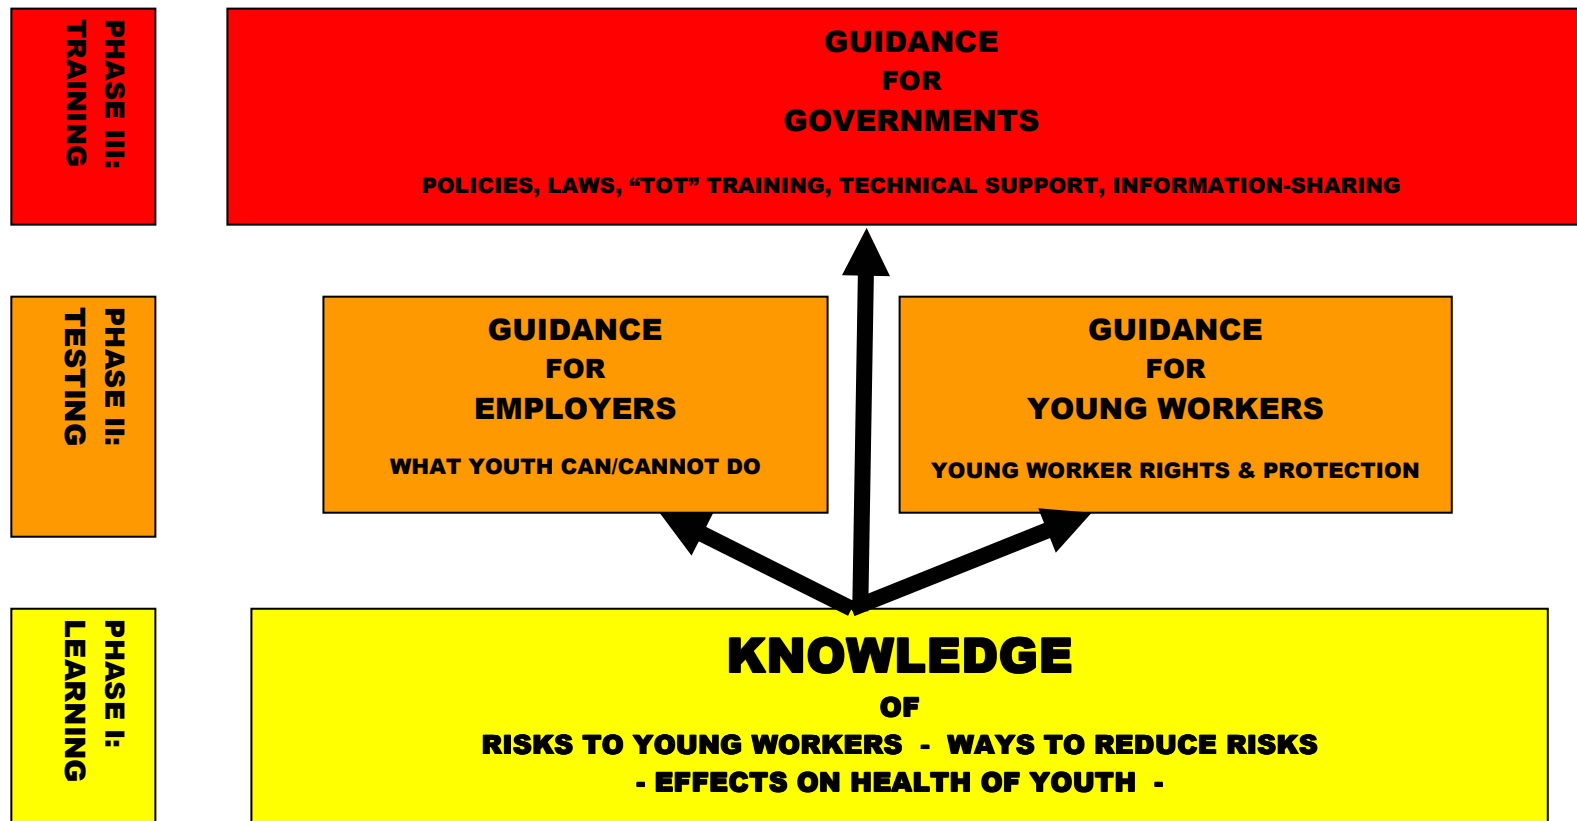 PHASE III:
TRAINING
GUIDANCE
FOR
GOVERNMENTS
POLICIES, LAWS, “TOT” TRAINING, TECHNICAL SUPPORT, INFORMATION-SHARING
PHASE II:
TESTING
GUIDANCE
FOR
EMPLOYERS
WHAT YOUTH CAN/CANNOT DO
GUIDANCE
FOR
YOUNG WORKERS
YOUNG WORKER RIGHTS & PROTECTION
PHASE I:
LEARNING
KNOWLEDGE
OF
RISKS TO YOUNG WORKERS - WAYS TO REDUCE RISKS
- EFFECTS ON HEALTH OF YOUTH -